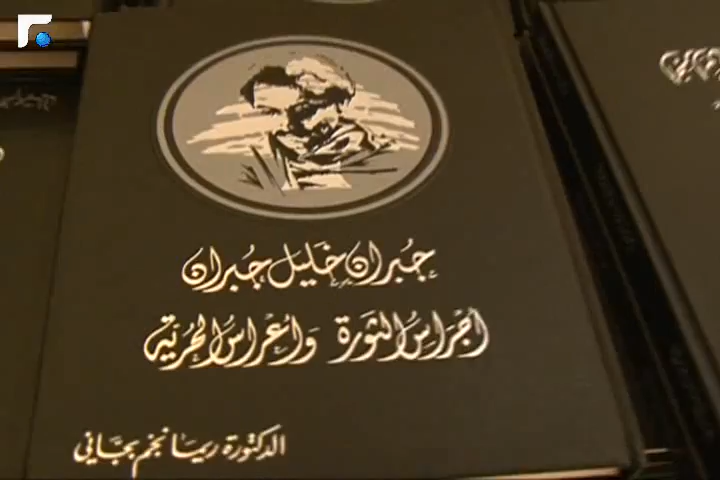 جبران خليل جبران
أجراس الثورة وأعراس الحرية
الدكتورة ريما نجم بجاني